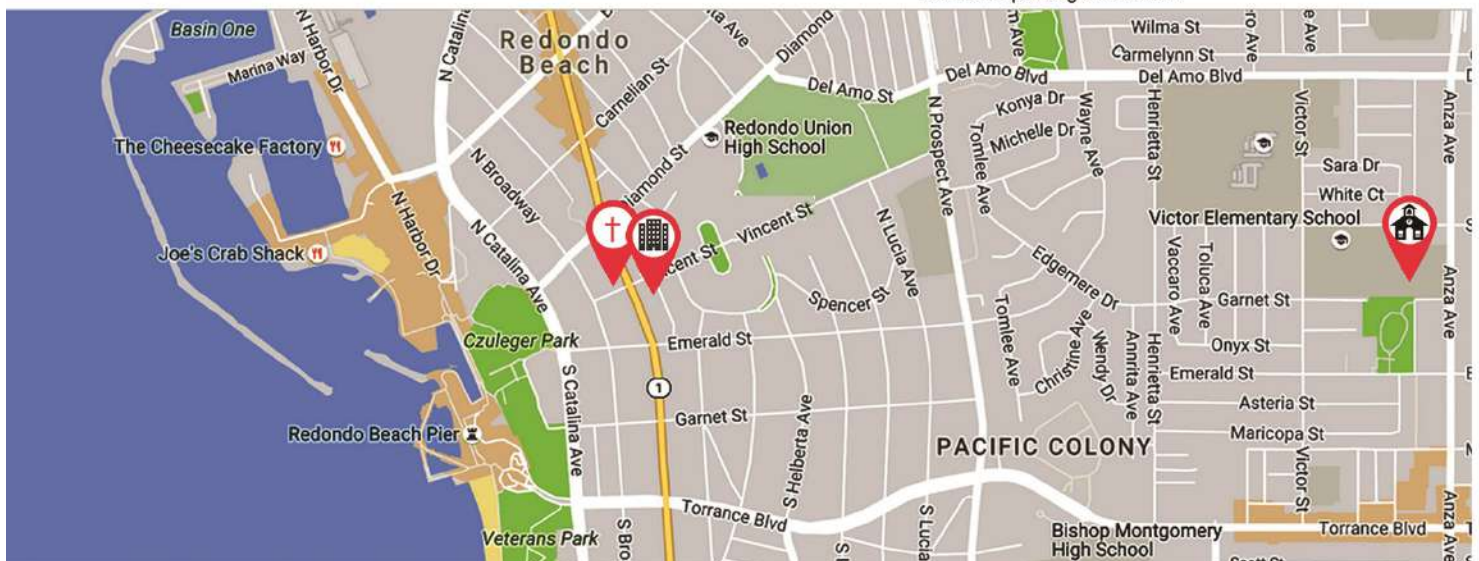 Basin One
Marina Way
N Harbor Dr
N Catalina
Redondo
Beach
Carnelian St
Diamond
Del Amo St
Del Amo Blvd
Wilma St
Carmelynn St
Del Amo Blvd
Anza Ave
The Cheesecake Factory
N Broadway
Diamond St
Redondo Union
High School
N Prospect Ave
Konya Dr
Michelle Dr
Tomlee Ave
Wayne Ave
Henrietta St
Victor St
Sara Dr
White Ct
Victor Elementary School
Joe's Crab Shack
N Harbor Dr
N Catalina Ave
Vincent St
cent St
N Lucia Ave
Spencer St
Edgemere Dr
Vaccaro Ave
Toluca Ave
Garnet St
Anza Ave
Czuleger Park
Emerald St
Tomlee Ave
Christine Ave
Wendy Dr
Annrita Ave
Henrietta St
Onyx St
Emerald St
S Catalina Ave
1
Garnet St
S Helberta Ave
Asteria St
Maricopa St
Redondo Beach Pier
PACIFIC COLONY
Victor St
Torrance Blvd
Veterans Park
S Bro
S Lucia
Bishop Montgomery
High School
Torrance Blvd
Anza Ave